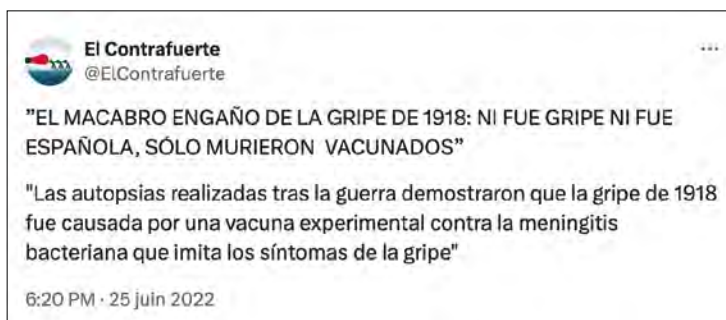 El Contrafuerte
@ElContrafuerte
...
”EL MACABRO ENGAÑO DE LA GRIPE DE 1918: NI FUE GRIPE NI FUE
ESPAÑOLA, SÓLO MURIERON VACUNADOS”
"Las autopsias realizadas tras la guerra demostraron que la gripe de 1918
fue causada por una vacuna experimental contra la meningitis
bacteriana que imita los síntomas de la gripe"
6:20 PM · 25 juin 2022